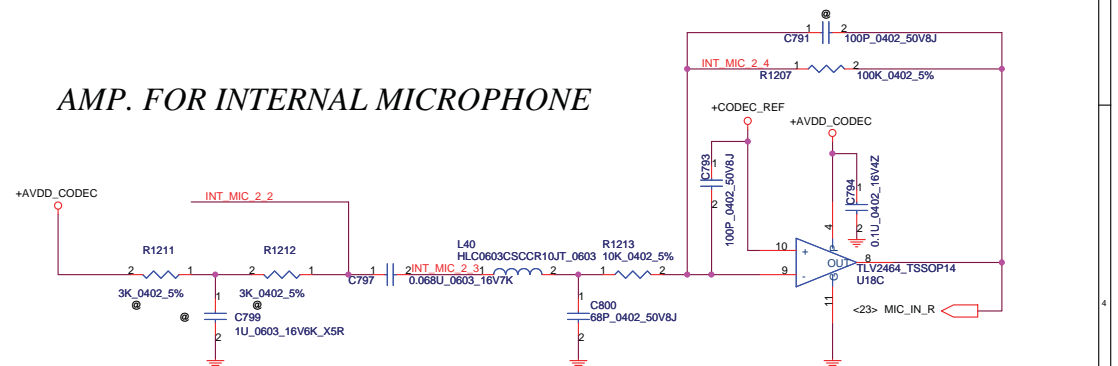 @
1
2
C791
100P_0402_50V8J
INT_MIC_2_4
1
2
R1207
100K_0402_5%
AMP. FOR INTERNAL MICROPHONE
+CODEC_REF
+AVDD_CODEC
C793
1
2
100P_0402_50V8J
C794
1
2
0.1U_0402_16V4Z
+AVDD_CODEC
INT_MIC_2_2
R1211
2
1
3K_0402_5%
@
R1212
2
1
3K_0402_5%
@
@
1
2
C799
1U_0603_16V6K_X5R
C797
1
2
0.068U_0603_16V7K
INT_MIC_2_3
L40
HLC0603CSCCR10JT_0603
1
2
R1213
10K_0402_5%
1
2
1
2
C800
68P_0402_50V8J
4
P
10
+
9
-
OUT
8
G
11
TLV2464_TSSOP14
U18C
<23> MIC_IN_R
4